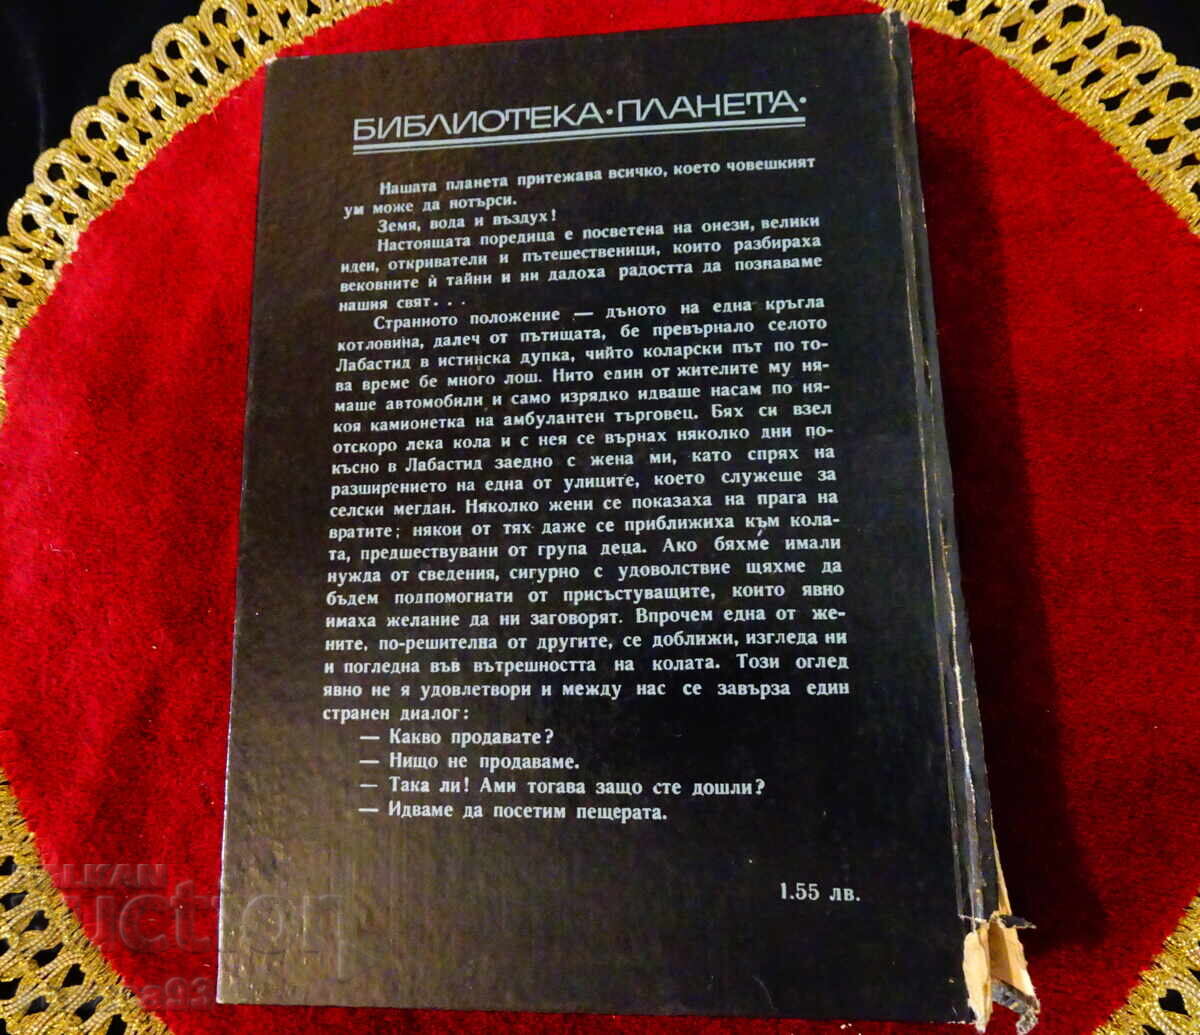 БИБЛИОТЕКА·ПЛАНЕТА·
Нашата планета притежава всичко, което човешкият
ум може да потърси.
Земя, вода и въздух!
Настоящата поредица е посветена на онези, велики
идеи, откриватели и пътешественици, които разбираха
вековните ѝ тайни и ни дадоха радостта да познаваме
нашия свят...
Странното положение — дъното на една кръгла
котловина, далеч от пътищата, бе превърнало селото
Лабастид в истинска дупка, чийто коларски път по то-
ва време бе много лош. Нито един от жителите му ня-
маше автомобили и само изрядко идваше насам по ня-
коя камионетка на амбулантен търговец. Бях си взел
отскоро лека кола и с нея се върнах няколко дни по-
късно в Лабастид заедно с жена ми, като спрях на
разширението на една от улиците, което служеше за
селски мегдан. Няколко жени се показаха на прага на
вратите; някои от тях даже се приближиха към кола-
та, предшествувани от група деца. Ако бяхме имали
нужда от сведения, сигурно с удоволствие щяхме да
бъдем подпомогнати от присъствуващите, които явно
имаха желание да ни заговорят. Впрочем една от же-
ните, по-решителна от другите, се доближи, изгледа ни
и погледна във вътрешността на колата. Този оглед
явно не я удовлетвори и между нас се завърза един
странен диалог:
— Какво продавате?
— Нищо не продаваме.
— Така ли! Ами тогава защо сте дошли?
— Идваме да посетим пещерата.
1.55 лв.